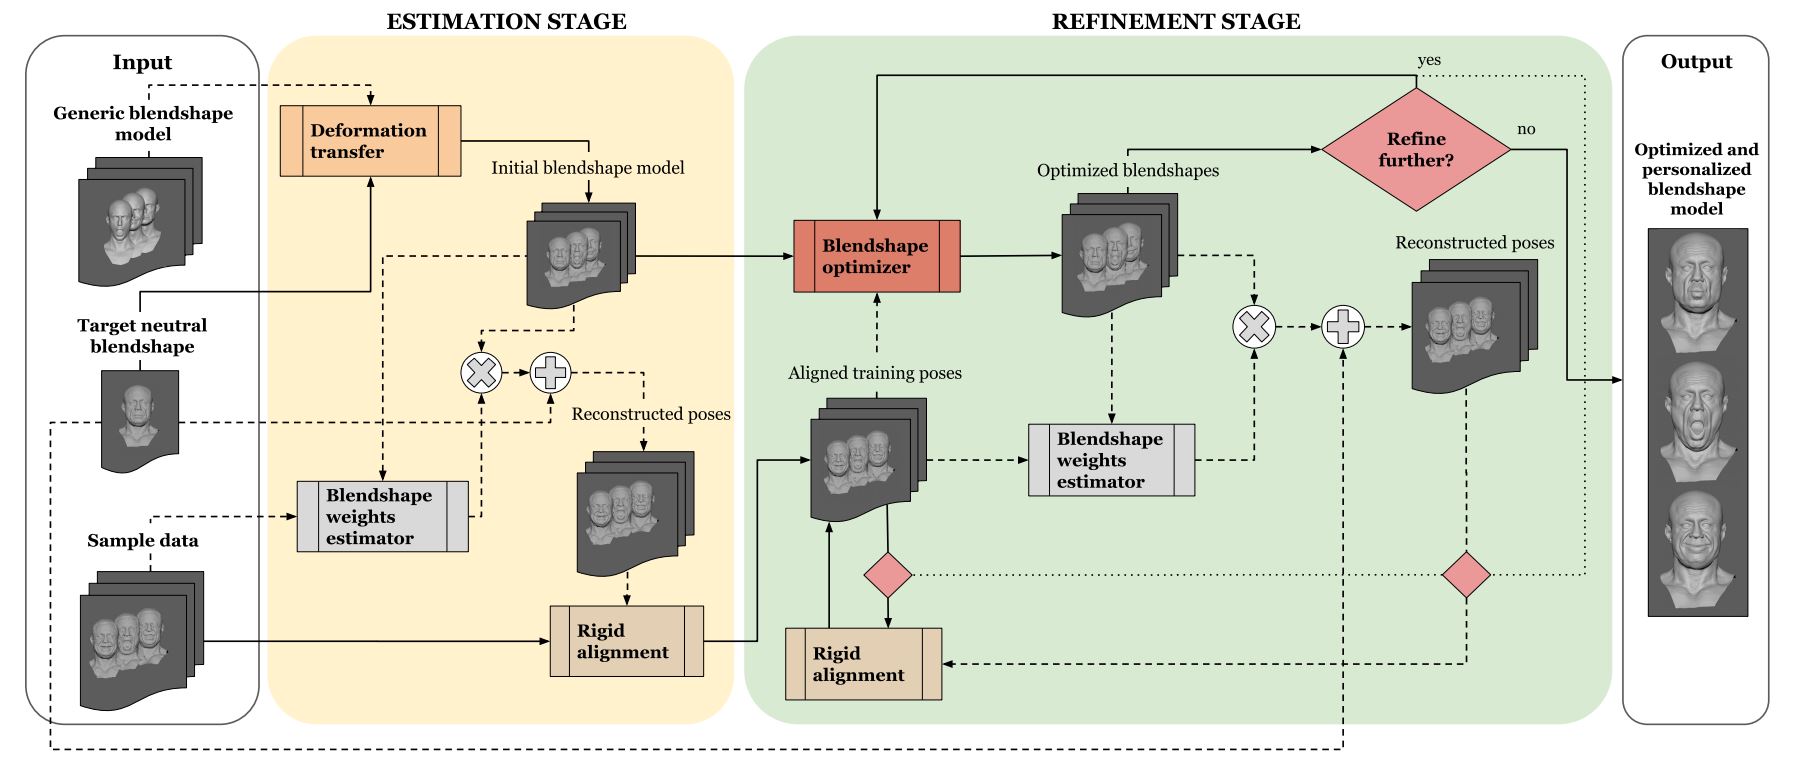 ESTIMATION STAGE
REFINEMENT STAGE
Input
Generic blendshape
model
Target neutral
blendshape
Sample data
Deformation
transfer
Initial blendshape model
Reconstructed poses
Blendshape
weights
estimator
Rigid
alignment
yes
no
Refine
further?
Optimized blendshapes
Blendshape
optimizer
Reconstructed poses
Aligned training poses
Blendshape
weights
estimator
Rigid
alignment
Output
Optimized and
personalized
blendshape
model